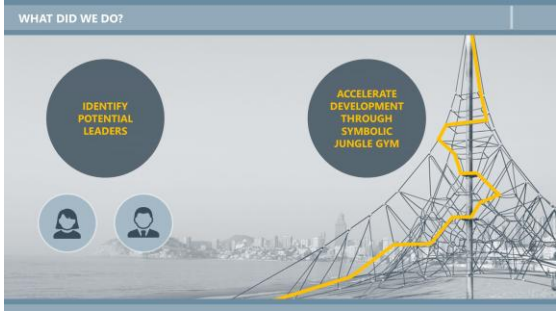 WHAT DID WE DO?
IDENTIFY
POTENTIAL
LEADERS
ACCELERATE
DEVELOPMENT
THROUGH
SYMBOLIC
JUNGLE GYM